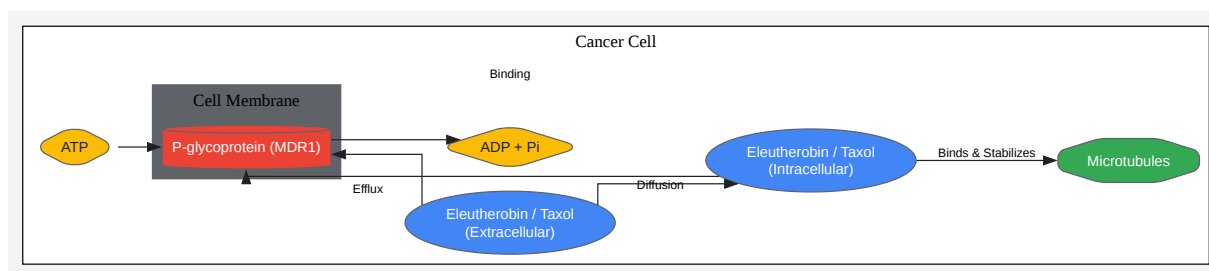 Cancer Cell
Binding
Cell Membrane
ATP
P-glycoprotein (MDR1)
ADP + Pi
Eleutherobin / Taxol
(Intracellular)
Binds & Stabilizes
Microtubules
Efflux
Diffusion
Eleutherobin / Taxol
(Extracellular)